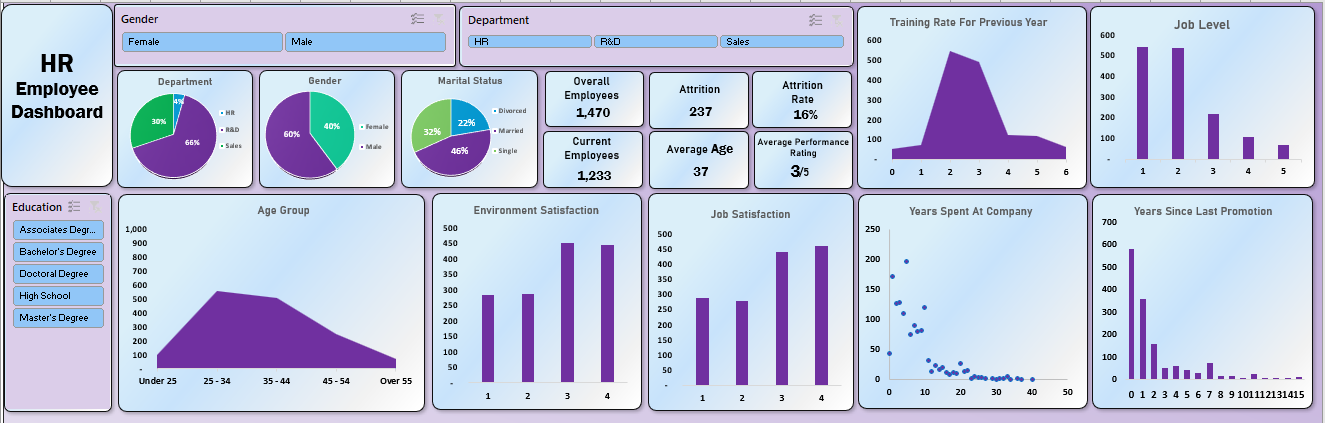 HR
Employee
Dashboard
Gender
Female
Male
Department
HR
R&D
Sales
Department
4%
30%
66%
HR
R&D
Sales
Gender
60%
40%
Female
Male
Marital Status
32%
22%
46%
Divorced
Married
Single
Overall
Employees
1,470
Attrition
237
Attrition
Rate
16%
Current
Employees
1,233
Average Age
37
Average Performance
Rating
3/5
Training Rate For Previous Year
600
500
400
300
200
100
-
0 1 2 3 4 5 6
Job Level
600
500
400
300
200
100
-
1 2 3 4 5
Education
Associates Degr...
Bachelor's Degree
Doctoral Degree
High School
Master's Degree
Age Group
1,000
900
800
700
600
500
400
300
200
100
-
Under 25 25 - 34 35 - 44 45 - 54 Over 55
Environment Satisfaction
500
450
400
350
300
250
200
150
100
50
-
1 2 3 4
Job Satisfaction
500
450
400
350
300
250
200
150
100
50
-
1 2 3 4
Years Spent At Company
250
200
150
100
50
0
0 10 20 30 40 50
Years Since Last Promotion
700
600
500
400
300
200
100
0
0 1 2 3 4 5 6 7 8 9 10 11 12 13 14 15